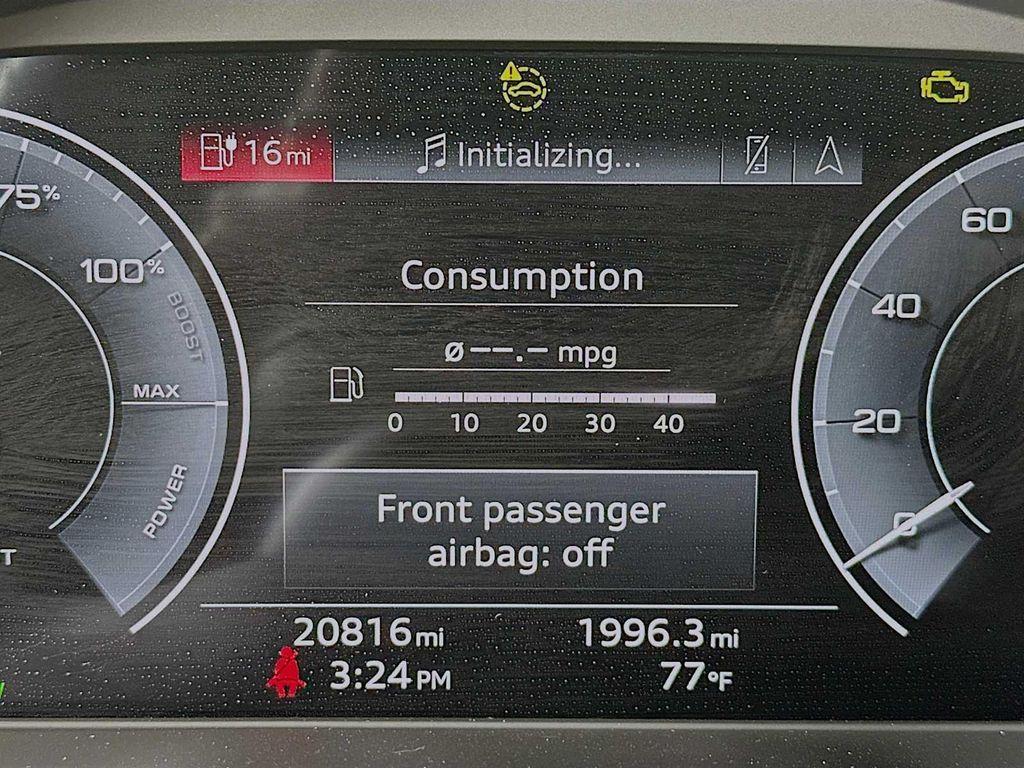 16 mi
Initializing...
75%
100%
BOOST
MAX
POWER
T
Consumption
ø--.- mpg
0 10 20 30 40
60
40
20
0
Front passenger
airbag: off
20816 mi
1996.3 mi
3:24 PM
77°F